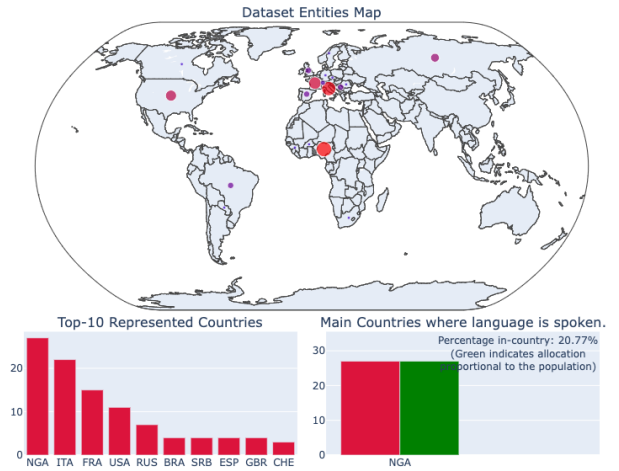 Dataset Entities Map
Top-10 Represented Countries
20
10
0
NGA ITA FRA USA RUS BRA SRB ESP GBR CHE
Main Countries where language is spoken.
Percentage in-country: 20.77%
(Green indicates allocation
proportional to the population)
30
20
10
0
NGA